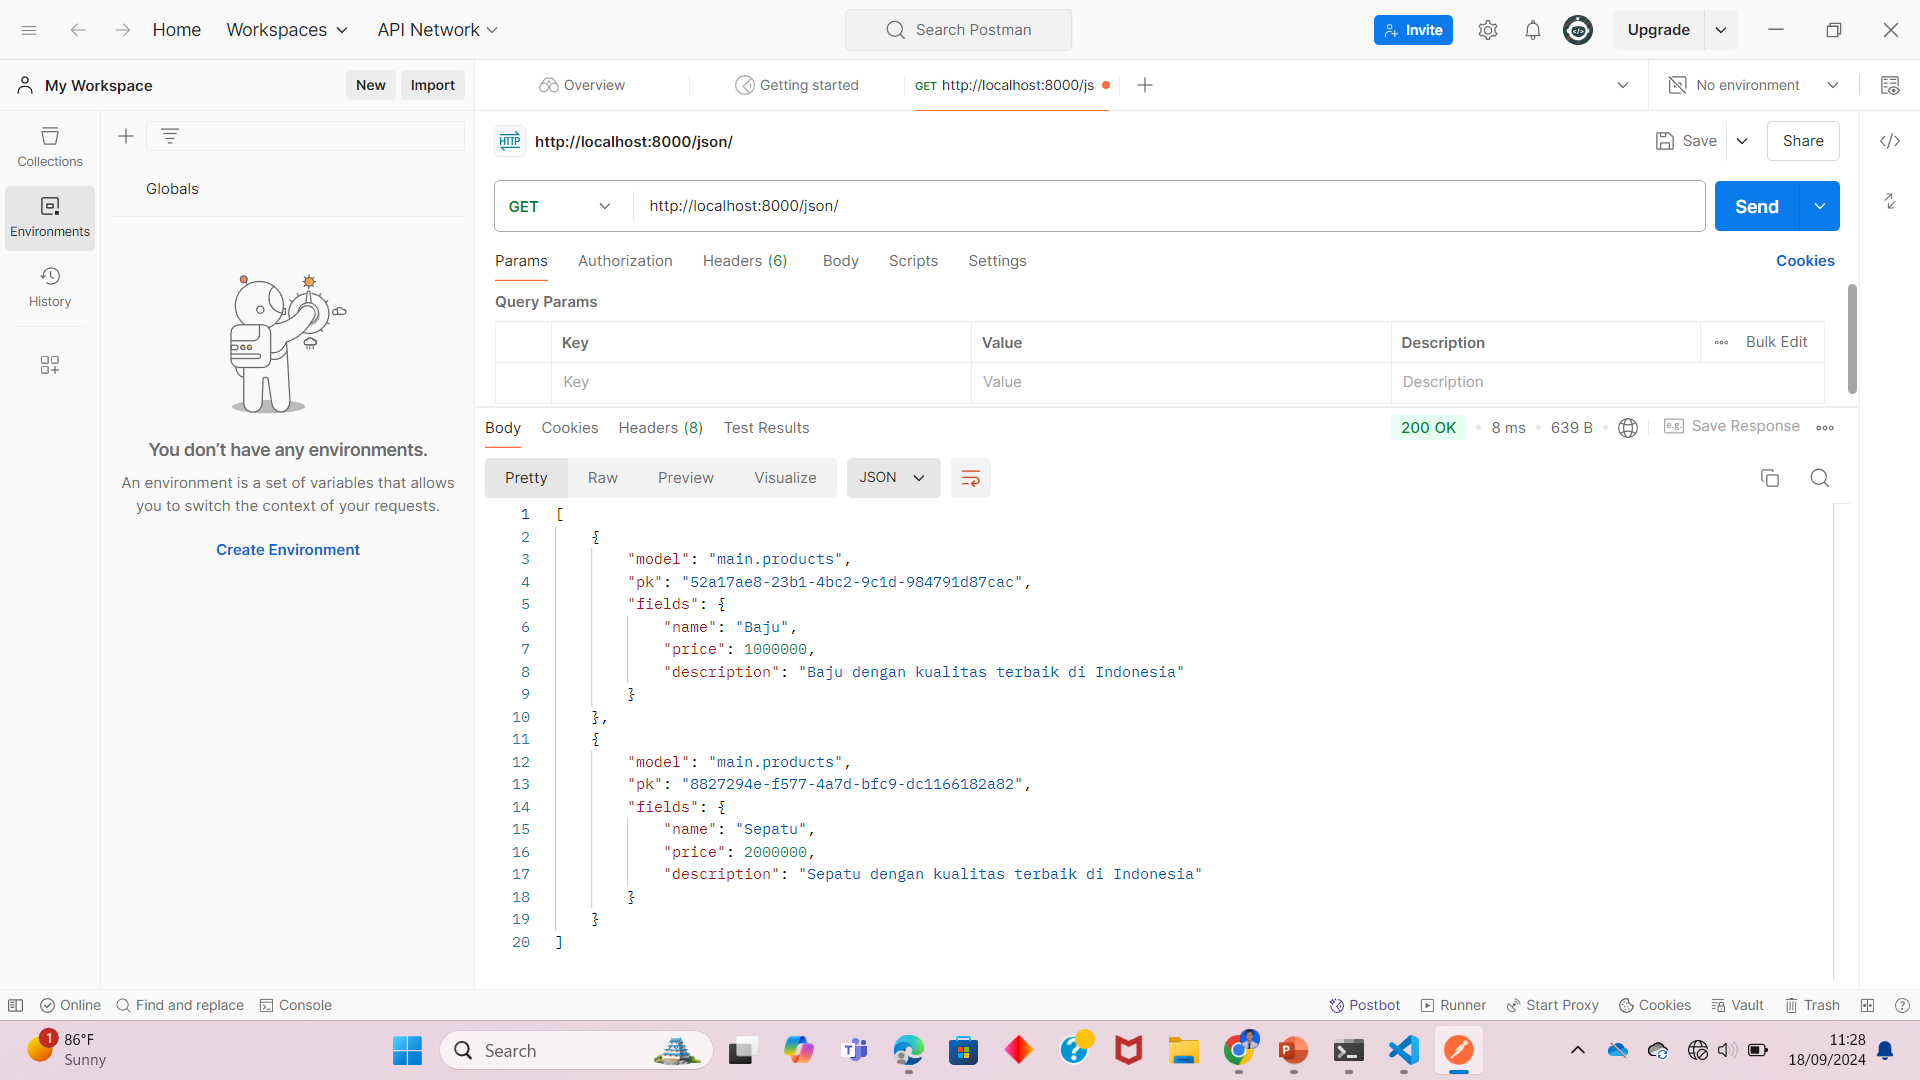 Home Workspaces API Network Search Postman Invite Upgrade
My Workspace New Import Overview Getting started GET http://localhost:8000/js No environment
Collections
Environments
History
Globals
You don’t have any environments.
An environment is a set of variables that allows
you to switch the context of your requests.
Create Environment
HTTP http://localhost:8000/json/ Save Share
GET http://localhost:8000/json/ Send
Params Authorization Headers (6) Body Scripts Settings Cookies
Query Params
Key Value Description Bulk Edit
Key Value Description
Body Cookies Headers (8) Test Results 200 OK 8 ms 639 B e.g. Save Response
Pretty Raw Preview Visualize JSON
1 [
2 {
3 "model": "main.products",
4 "pk": "52a17ae8-23b1-4bc2-9c1d-984791d87cac",
5 "fields": {
6 "name": "Baju",
7 "price": 1000000,
8 "description": "Baju dengan kualitas terbaik di Indonesia"
9 }
10 },
11 {
12 "model": "main.products",
13 "pk": "8827294e-f577-4a7d-bfc9-dc1166182a82",
14 "fields": {
15 "name": "Sepatu",
16 "price": 2000000,
17 "description": "Sepatu dengan kualitas terbaik di Indonesia"
18 }
19 }
20 ]
Online Find and replace Console Postbot Runner Start Proxy Cookies Vault Trash
1 86°F
Sunny
Search
11:28
18/09/2024